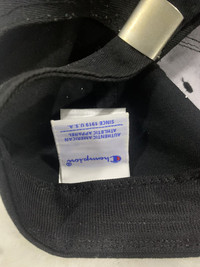 Champion
AUTHENTIC AMERICAN
ATHLETIC APPAREL
SINCE 1919 U.S.A.